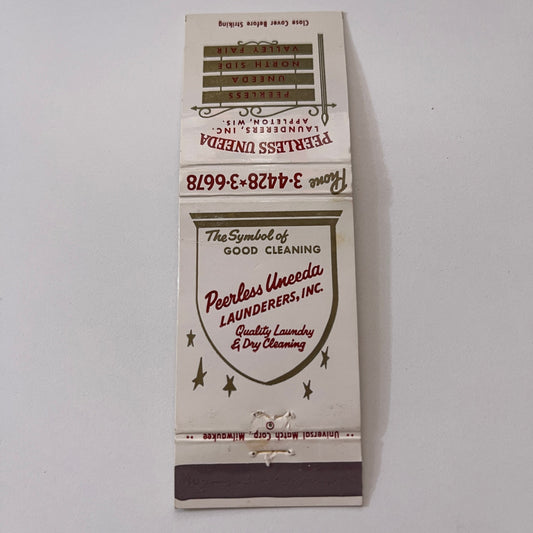 Close Cover Before Striking
PEERLESS
UNEEDA
NORTH SIDE
VALLEY FAIR
PEERLESS UNEEDA
LAUNDERERS, INC.
APPLETON, WIS.
Phone 3-4428★3-6678
The Symbol of
GOOD CLEANING
Peerless Uneeda
LAUNDERERS, INC.
Quality Laundry
& Dry Cleaning
©
Universal Match Corp., Milwaukee